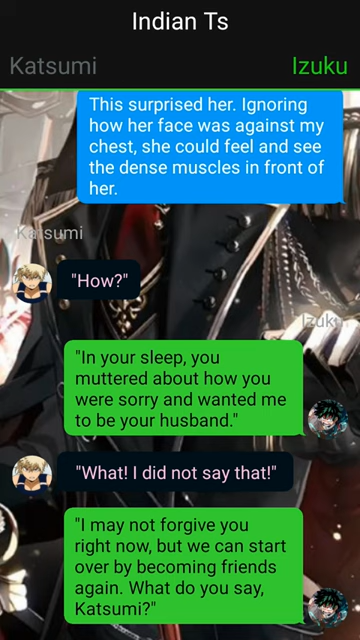 Indian Ts
Katsumi
Izuku
This surprised her. Ignoring
how her face was against my
chest, she could feel and see
the dense muscles in front of
her.
Katsumi
"How?"
Izuku
"In your sleep, you
muttered about how you
were sorry and wanted me
to be your husband."
"What! I did not say that!"
"I may not forgive you
right now, but we can start
over by becoming friends
again. What do you say,
Katsumi?"